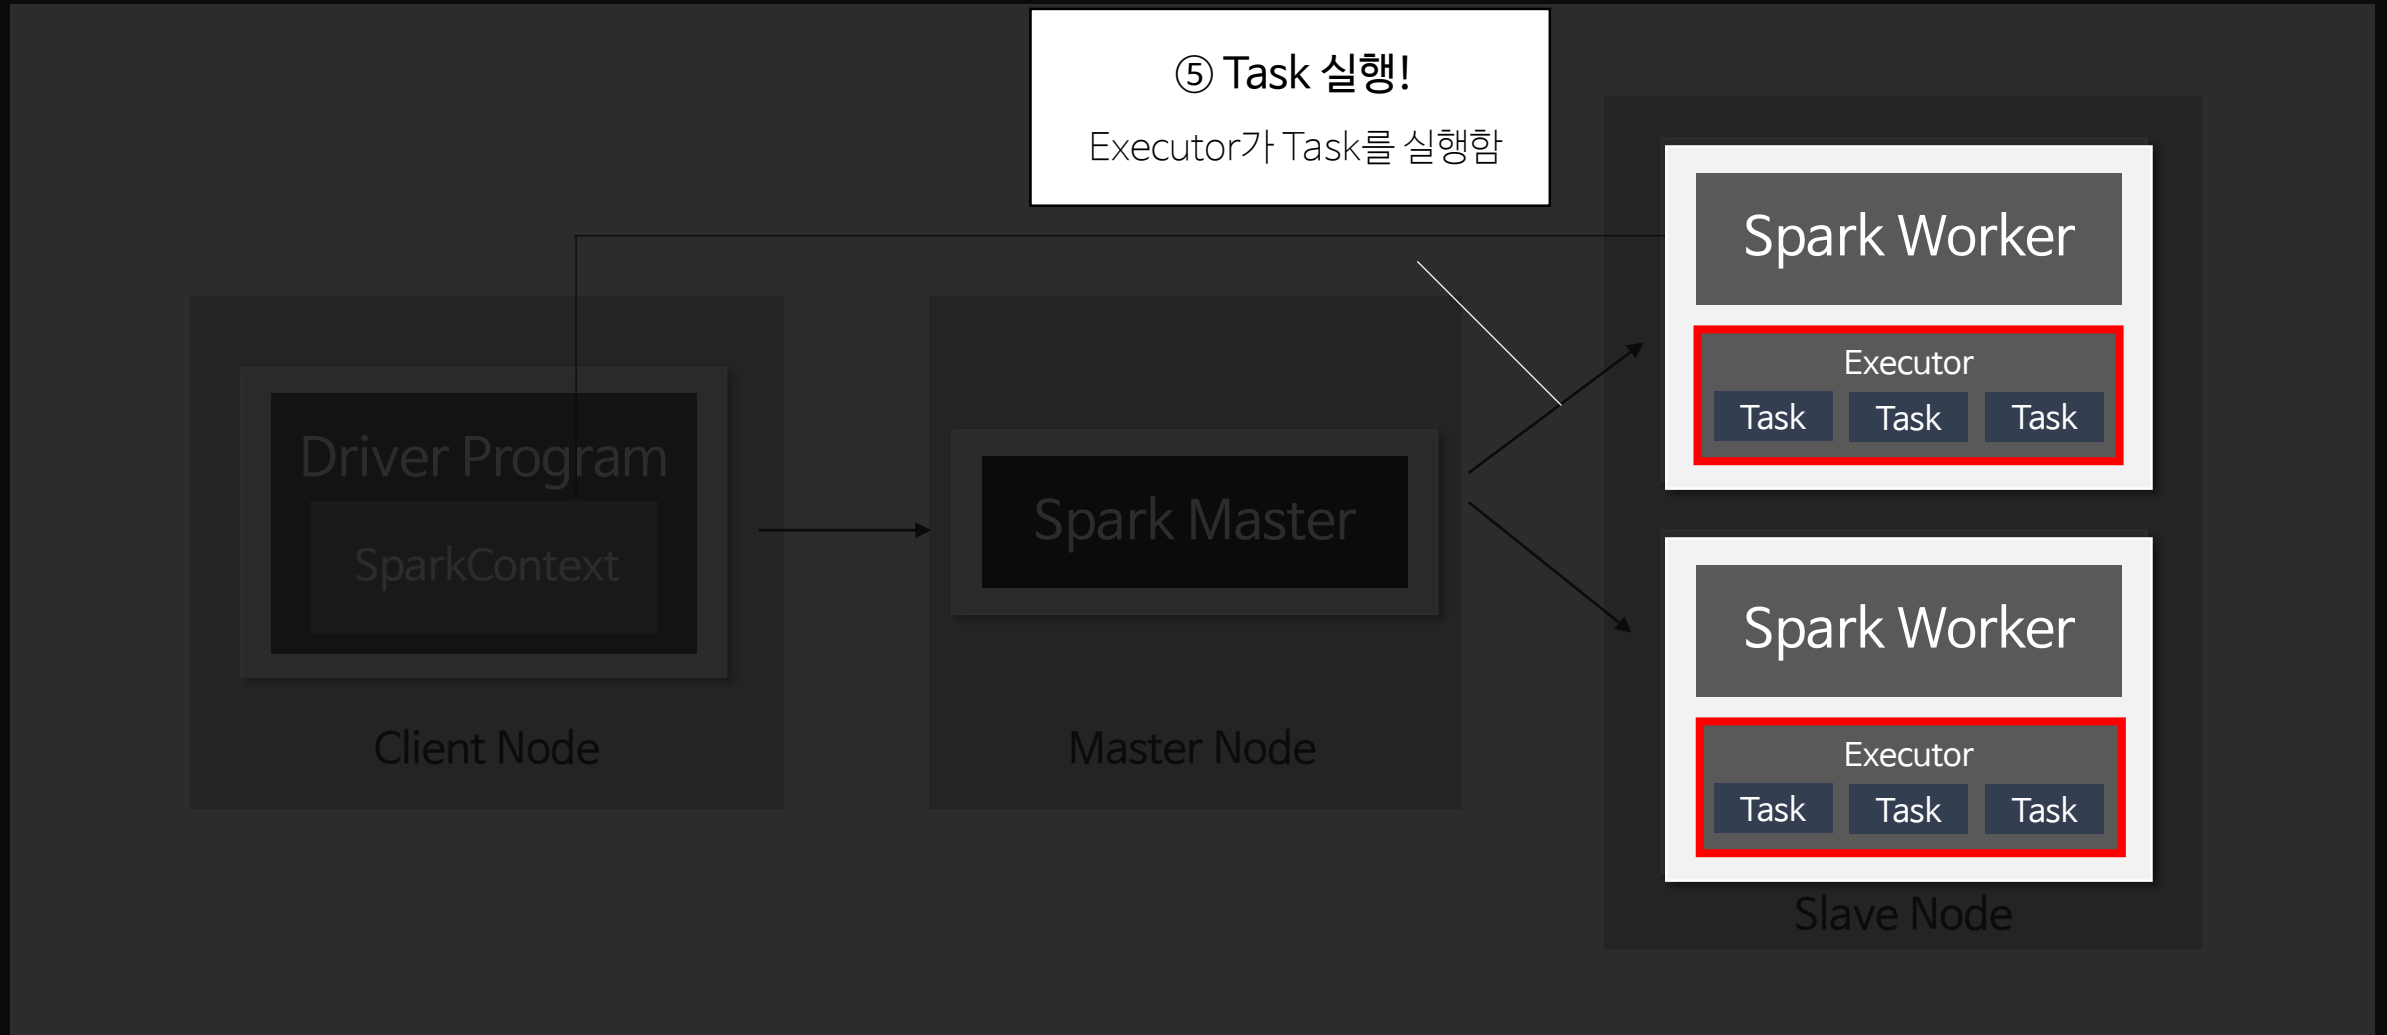 ⑤ Task 실행!
Executor가 Task를 실행함
Driver Program
SparkContext
Client Node
Spark Master
Master Node
Spark Worker
Executor
Task Task Task
Spark Worker
Executor
Task Task Task
Slave Node